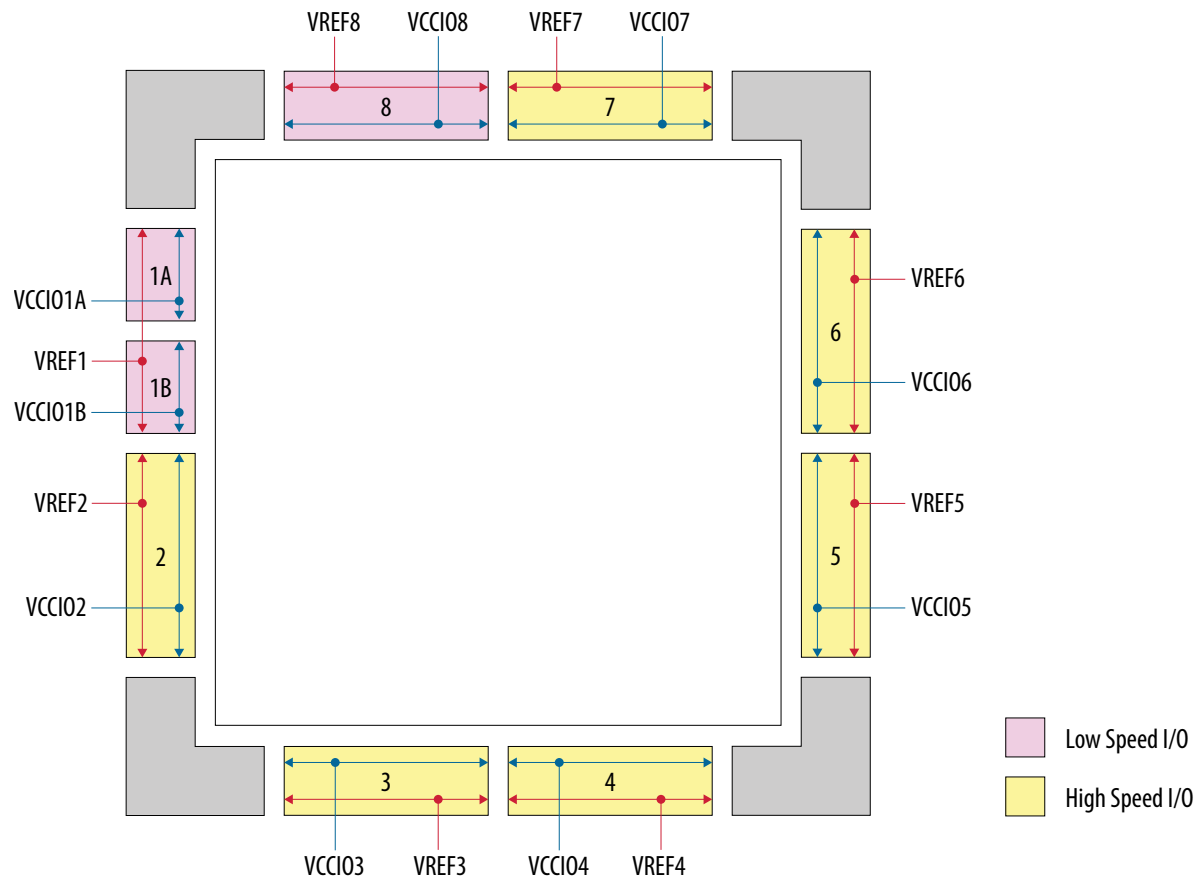 VREF8 VCCIO8 VREF7 VCCIO7
8 7
1A
VCCIO1A
VREF1
1B
VCCIO1B
VREF2
2
VCCIO2
VREF6
6
VCCIO6
VREF5
5
VCCIO5
3 4
VCCIO3 VREF3 VCCIO4 VREF4
Low Speed I/O
High Speed I/O